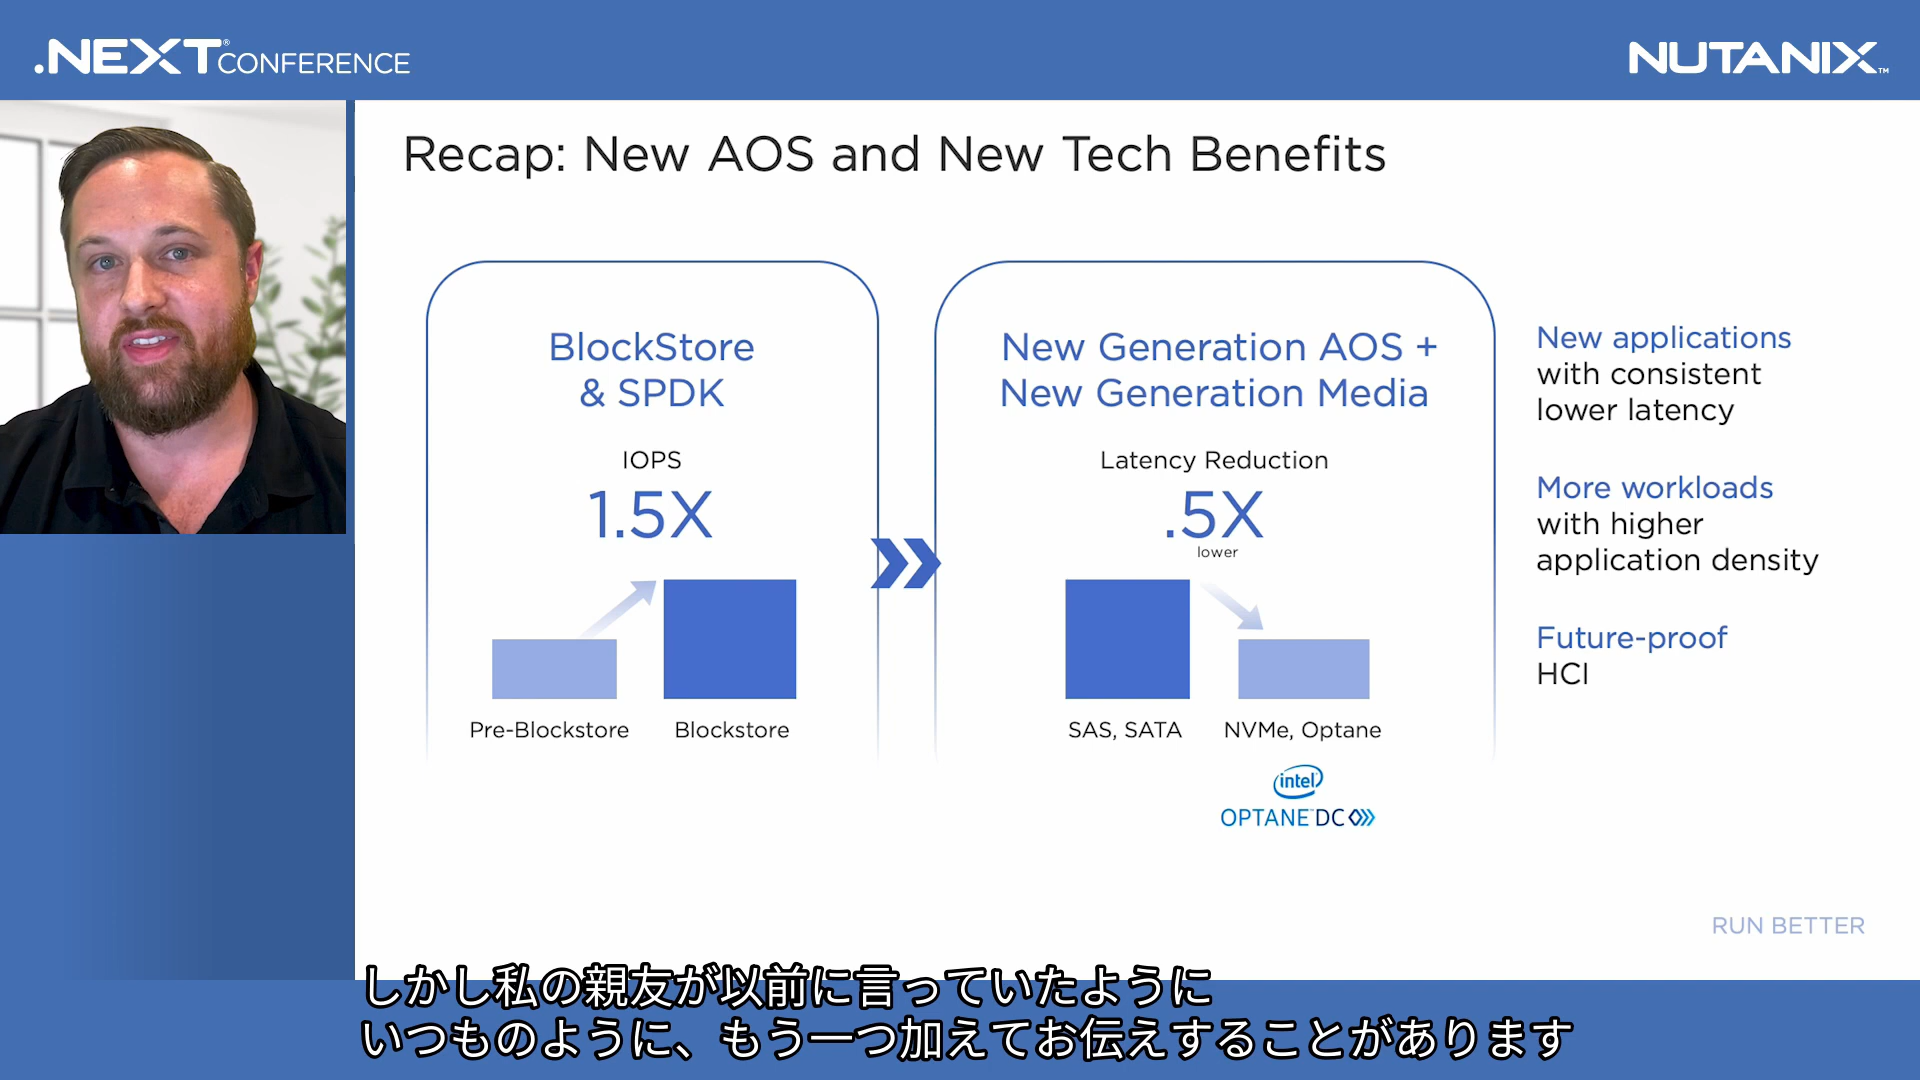 .NEXT® CONFERENCE
NUTANIX™
Recap: New AOS and New Tech Benefits
BlockStore
& SPDK
IOPS
1.5X
Pre-Blockstore
Blockstore
New Generation AOS +
New Generation Media
Latency Reduction
.5X
lower
SAS, SATA
NVMe, Optane
intel
OPTANE™ DC
New applications
with consistent
lower latency
More workloads
with higher
application density
Future-proof
HCI
RUN BETTER
しかし私の親友が以前に言っていたように
いつものように、もう一つ加えてお伝えすることがあります